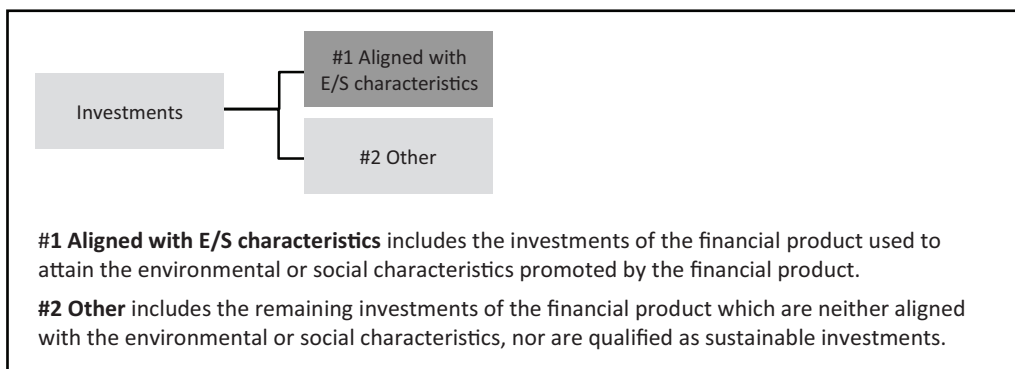 #1 Aligned with
E/S characteristics
Investments
#2 Other
#1 Aligned with E/S characteristics includes the investments of the financial product used to
attain the environmental or social characteristics promoted by the financial product.
#2 Other includes the remaining investments of the financial product which are neither aligned
with the environmental or social characteristics, nor are qualified as sustainable investments.